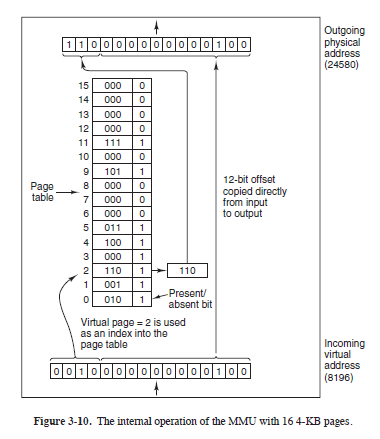 Outgoing
physical
address
(24580)
1 1 0 0 0 0 0 0 0 0 0 0 1 0 0
15 000 0
14 000 0
13 000 0
12 000 0
11 111 1
10 000 0
9 101 1
8 000 0
7 000 0
6 000 0
5 011 1
4 100 1
3 000 1
2 110 1
1 001 1
0 010 1
Page
table
110
12-bit offset
copied directly
from input
to output
Present/
absent bit
Virtual page = 2 is used
as an index into the
page table
Incoming
virtual
address
(8196)
0 0 1 0 0 0 0 0 0 0 0 0 0 1 0 0
Figure 3-10. The internal operation of the MMU with 16 4-KB pages.